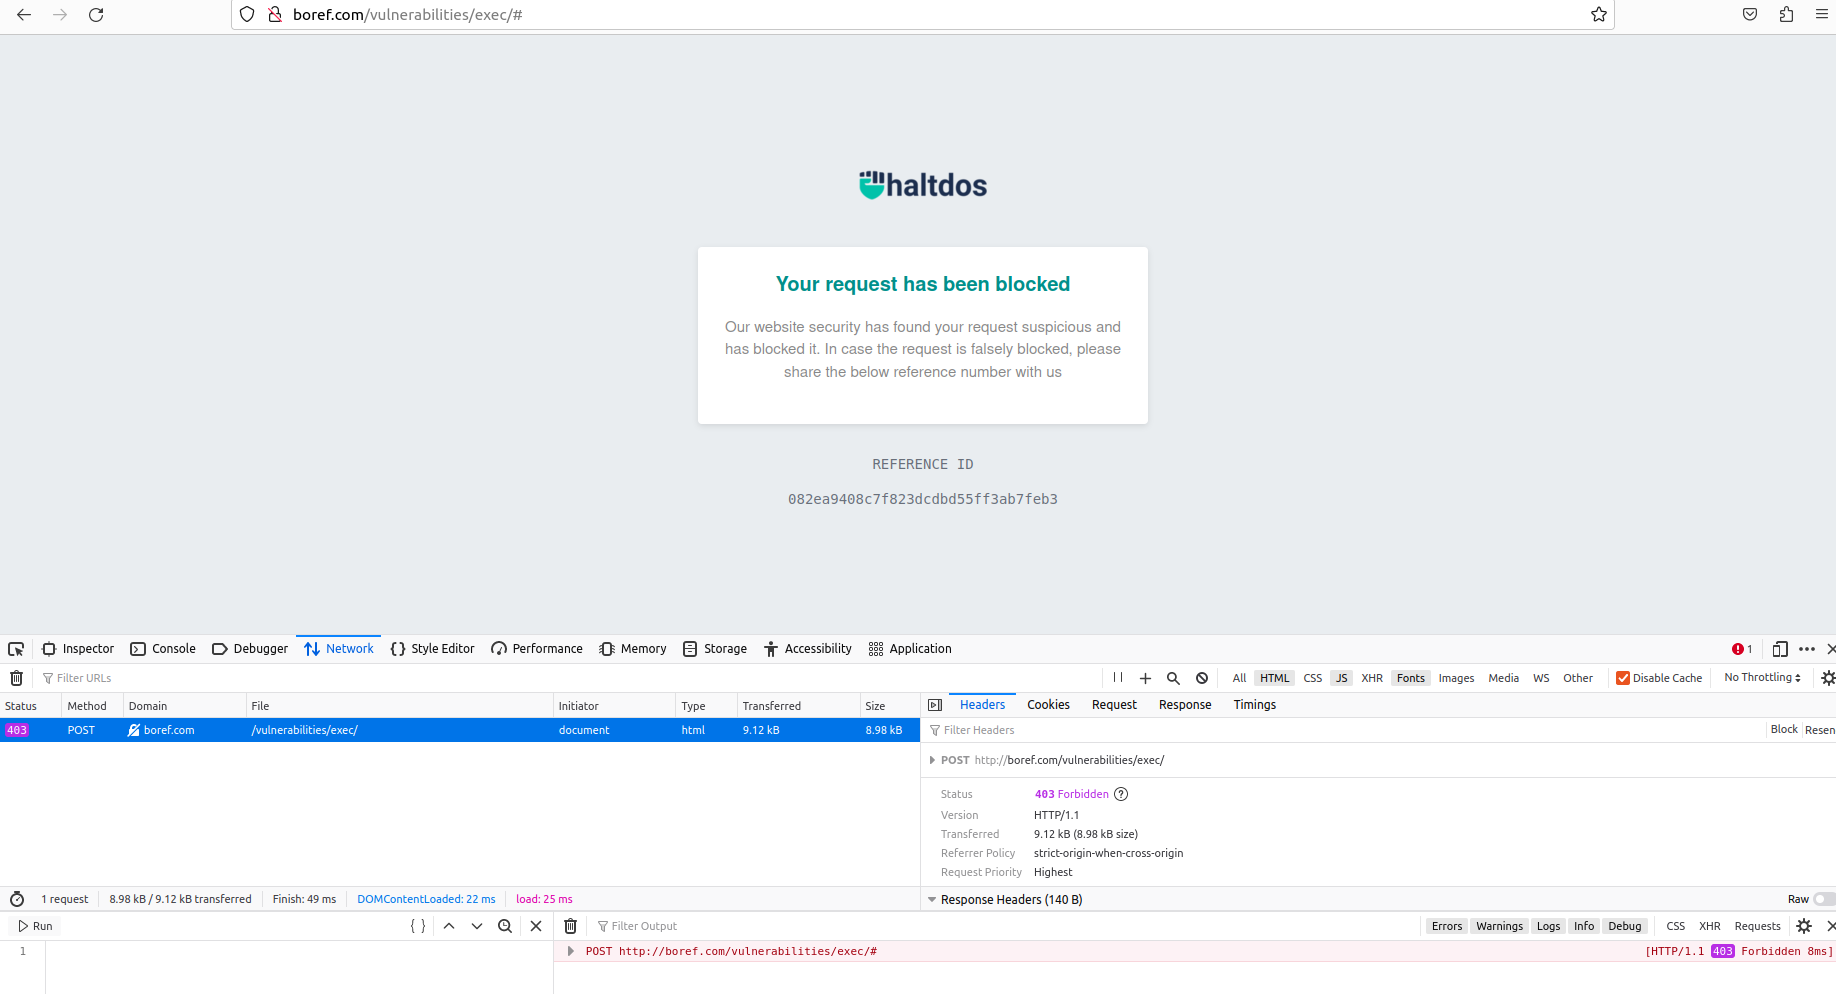 boref.com/vulnerabilities/exec/#
haltdos
Your request has been blocked
Our website security has found your request suspicious and
has blocked it. In case the request is falsely blocked, please
share the below reference number with us
REFERENCE ID
082ea9408c7f823dcdbd55ff3ab7feb3
Inspector Console Debugger Network Style Editor Performance Memory Storage Accessibility Application 1
Filter URLs All HTML CSS JS XHR Fonts Images Media WS Other Disable Cache No Throttling
Status Method Domain File Initiator Type Transferred Size
403 POST boref.com /vulnerabilities/exec/ document html 9.12 kB 8.98 kB
Headers Cookies Request Response Timings
Filter Headers Block Resen
POST http://boref.com/vulnerabilities/exec/
Status 403 Forbidden ?
Version HTTP/1.1
Transferred 9.12 kB (8.98 kB size)
Referrer Policy strict-origin-when-cross-origin
Request Priority Highest
1 request 8.98 kB / 9.12 kB transferred Finish: 49 ms DOMContentLoaded: 22 ms load: 25 ms
Response Headers (140 B) Raw
Run { }
1
Filter Output Errors Warnings Logs Info Debug CSS XHR Requests
POST http://boref.com/vulnerabilities/exec/# [HTTP/1.1 403 Forbidden 8ms]